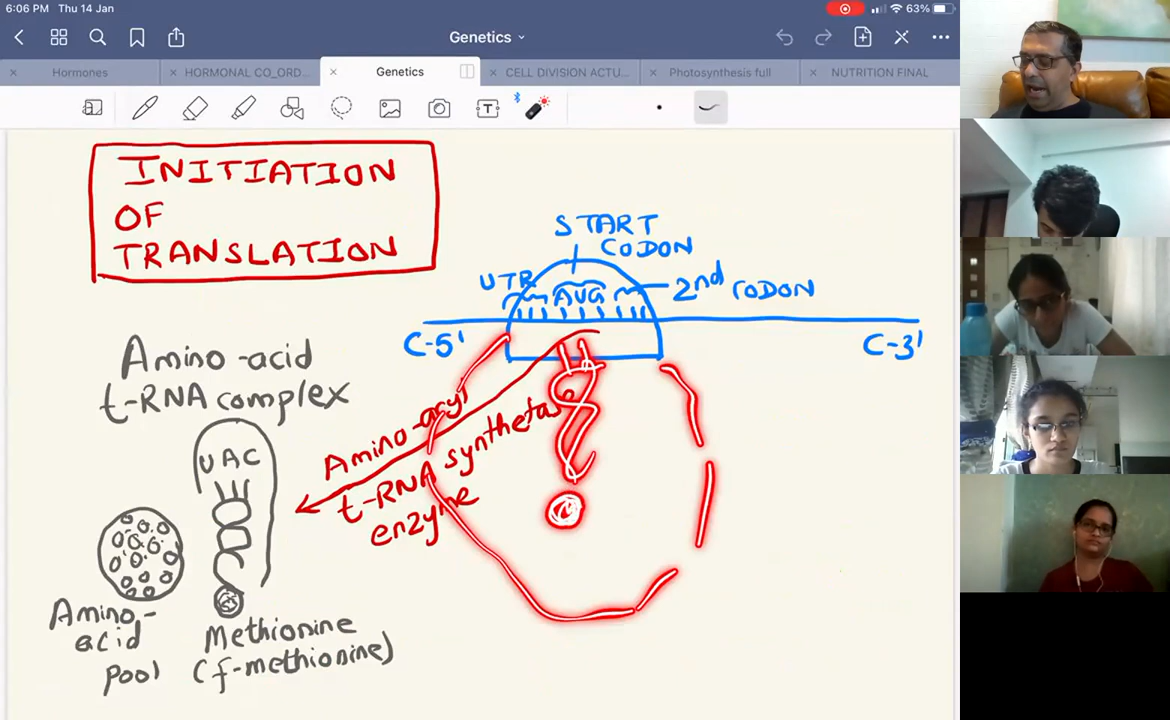 6:06 PM Thu 14 Jan
63%
Genetics
Hormones
HORMONAL CO_ORD...
Genetics
CELL DIVISION ACTU...
Photosynthesis full
NUTRITION FINAL
INITIATION
OF
TRANSLATION
START
CODON
UTR
AUG
2nd CODON
C-5'
C-3'
Amino-acid
t-RNA complex
UAC
Amino-acyl
t-RNA synthetase
enzyme
Amino-
acid
pool
Methionine
(f-methionine)